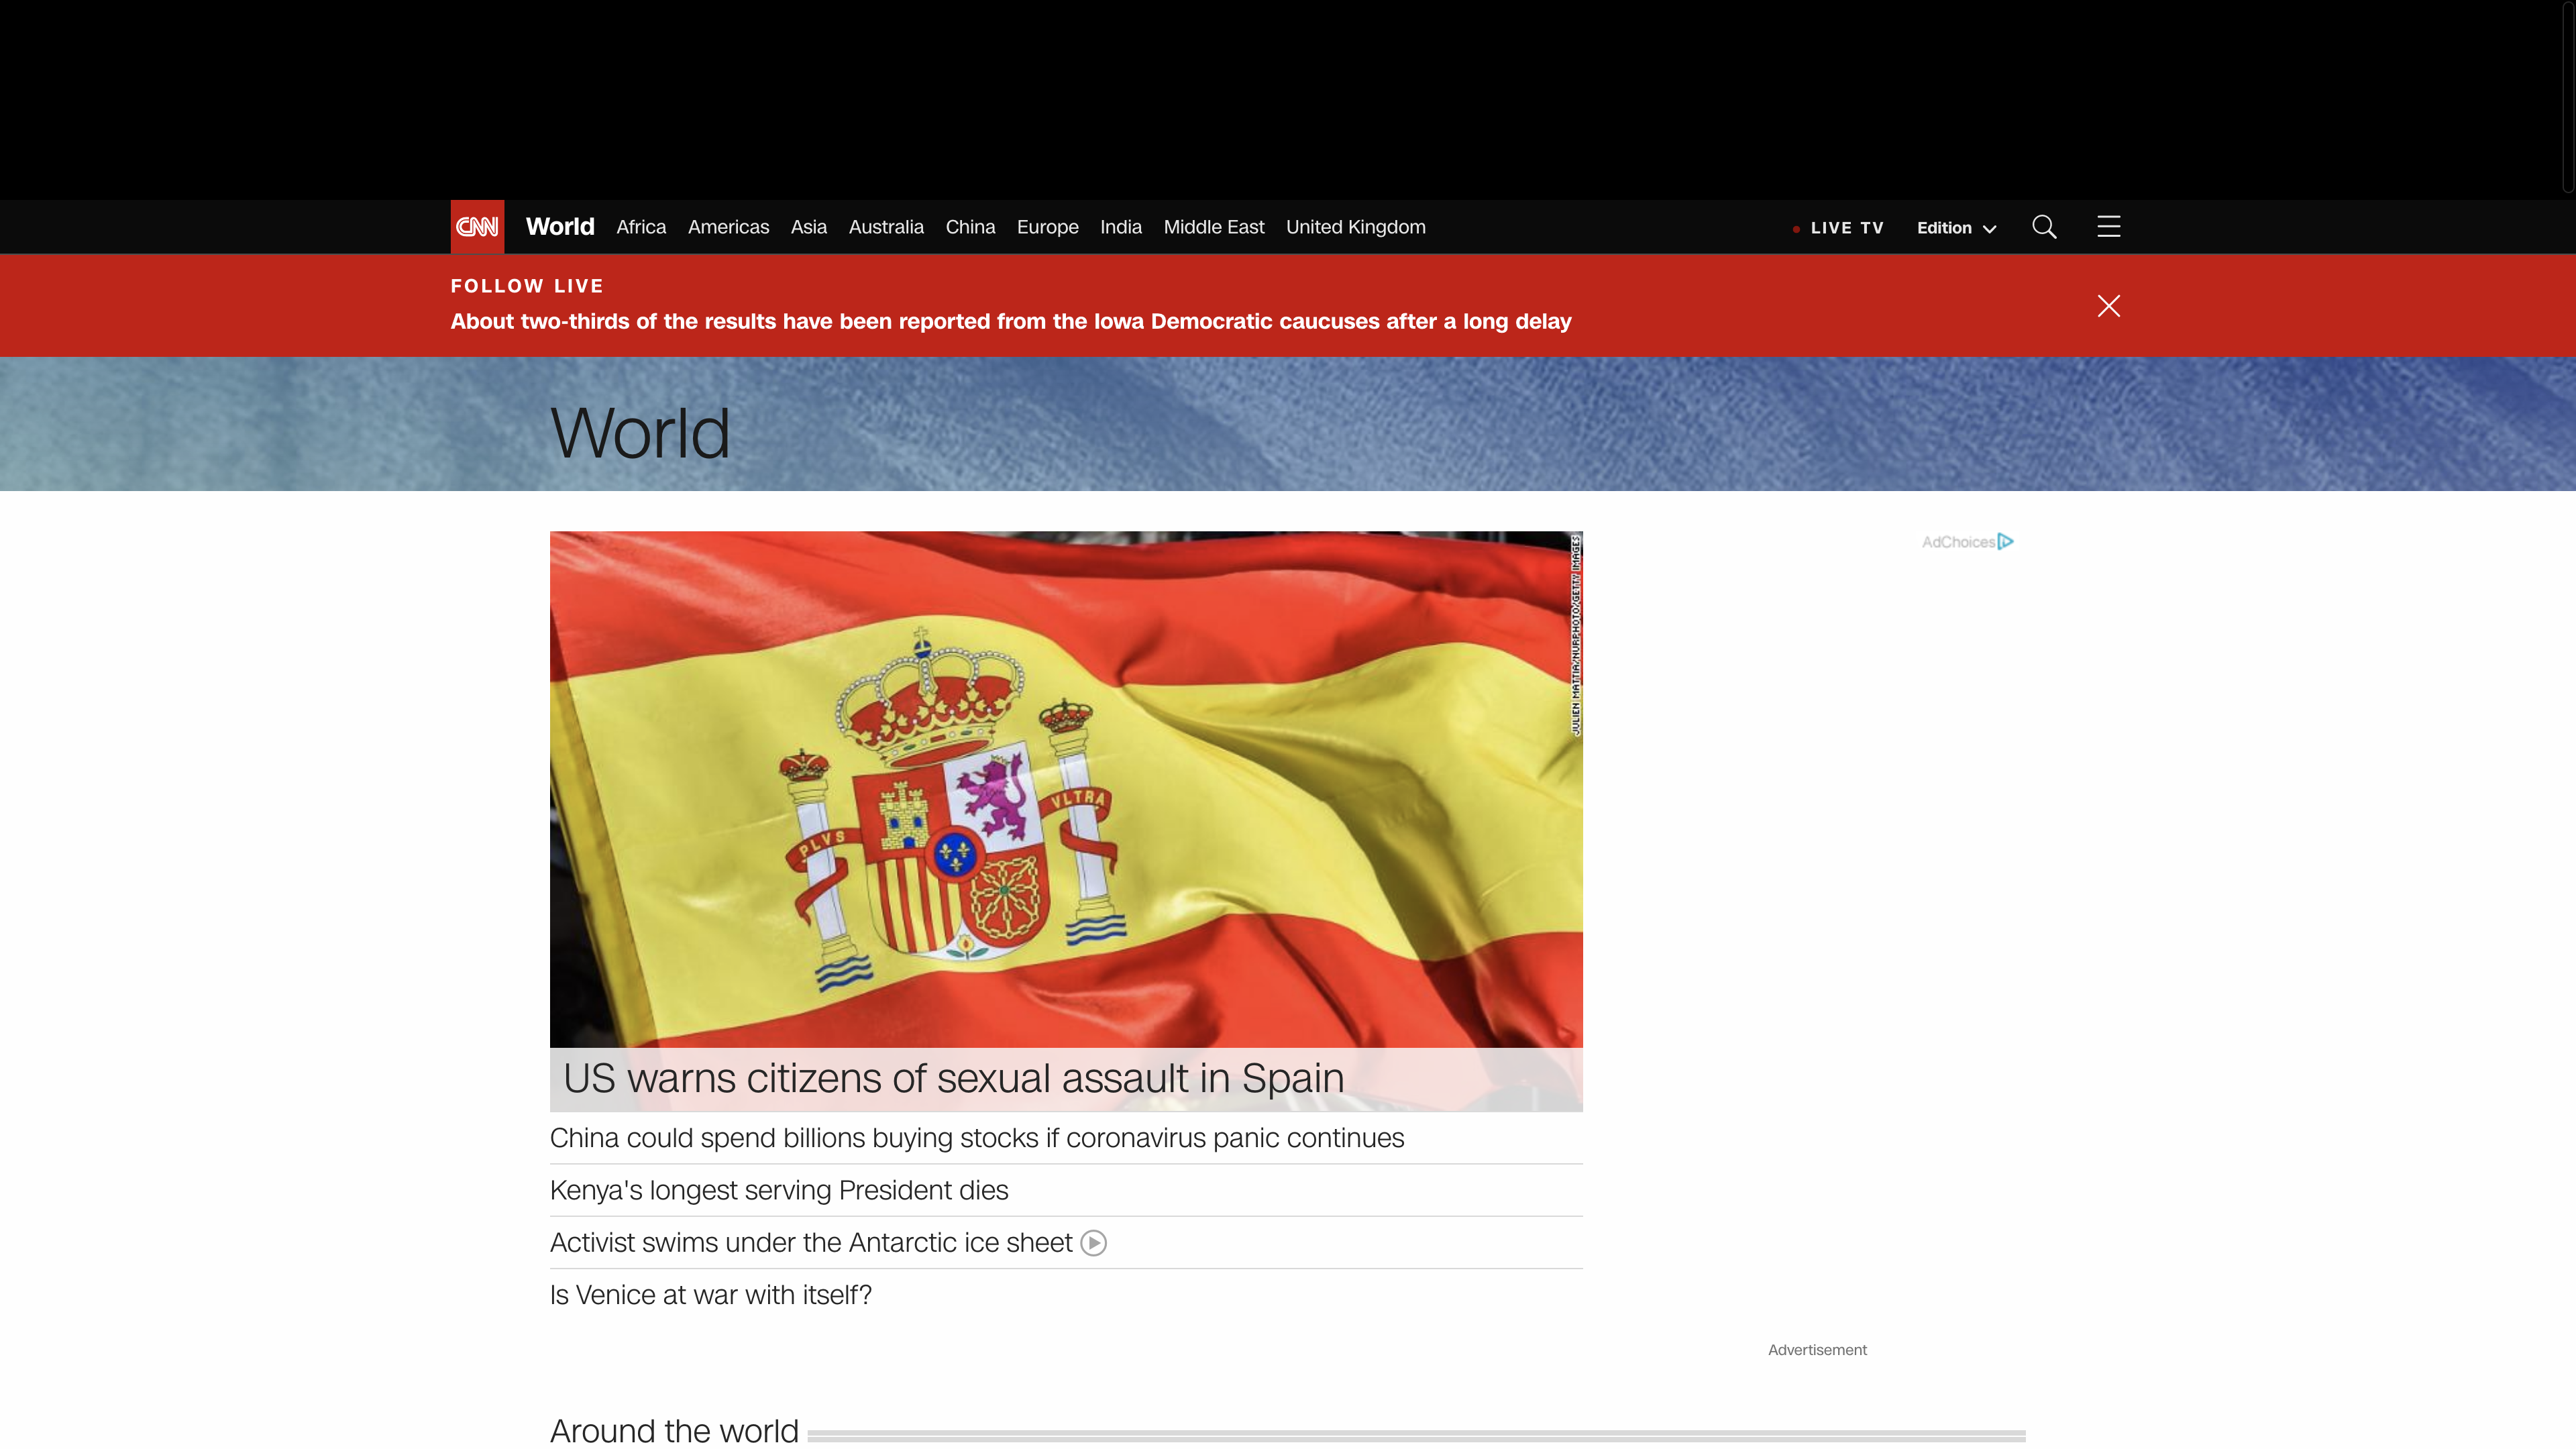 CNN World Africa Americas Asia Australia China Europe India Middle East United Kingdom LIVE TV Edition
FOLLOW LIVE
About two-thirds of the results have been reported from the Iowa Democratic caucuses after a long delay
World
AdChoices
JULIEN MATTIA/NURPHOTO/GETTY IMAGES
PLVS VLTRA
US warns citizens of sexual assault in Spain
China could spend billions buying stocks if coronavirus panic continues
Kenya's longest serving President dies
Activist swims under the Antarctic ice sheet
Is Venice at war with itself?
Advertisement
Around the world